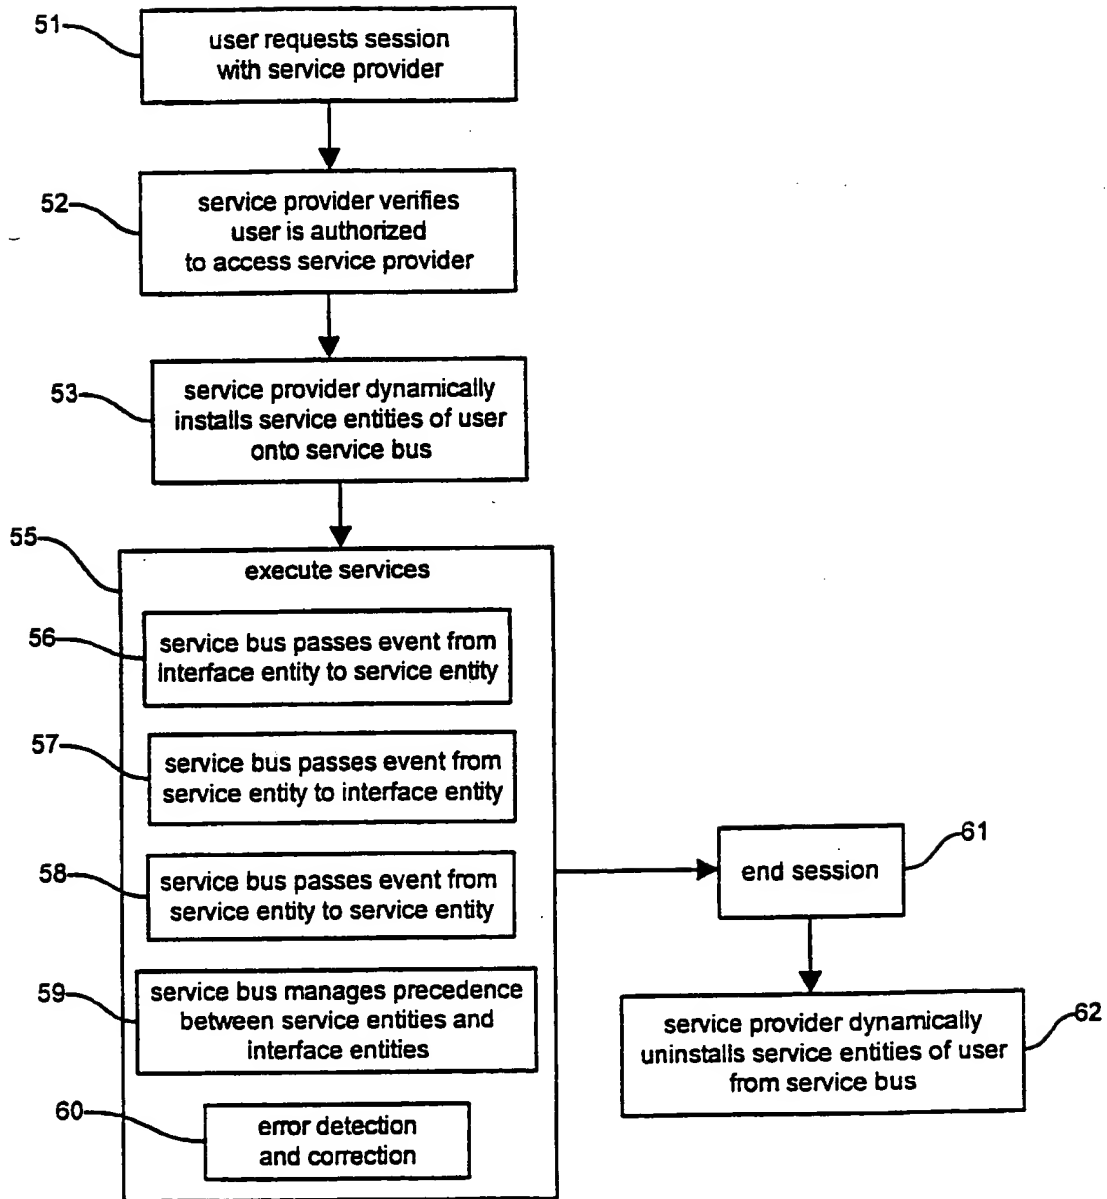 51
user requests session
with service provider
52
service provider verifies
user is authorized
to access service provider
53
service provider dynamically
installs service entities of user
onto service bus
55
execute services
56
service bus passes event from
interface entity to service entity
57
service bus passes event from
service entity to interface entity
58
service bus passes event from
service entity to service entity
59
service bus manages precedence
between service entities and
interface entities
60
error detection
and correction
61
end session
62
service provider dynamically
uninstalls service entities of user
from service bus